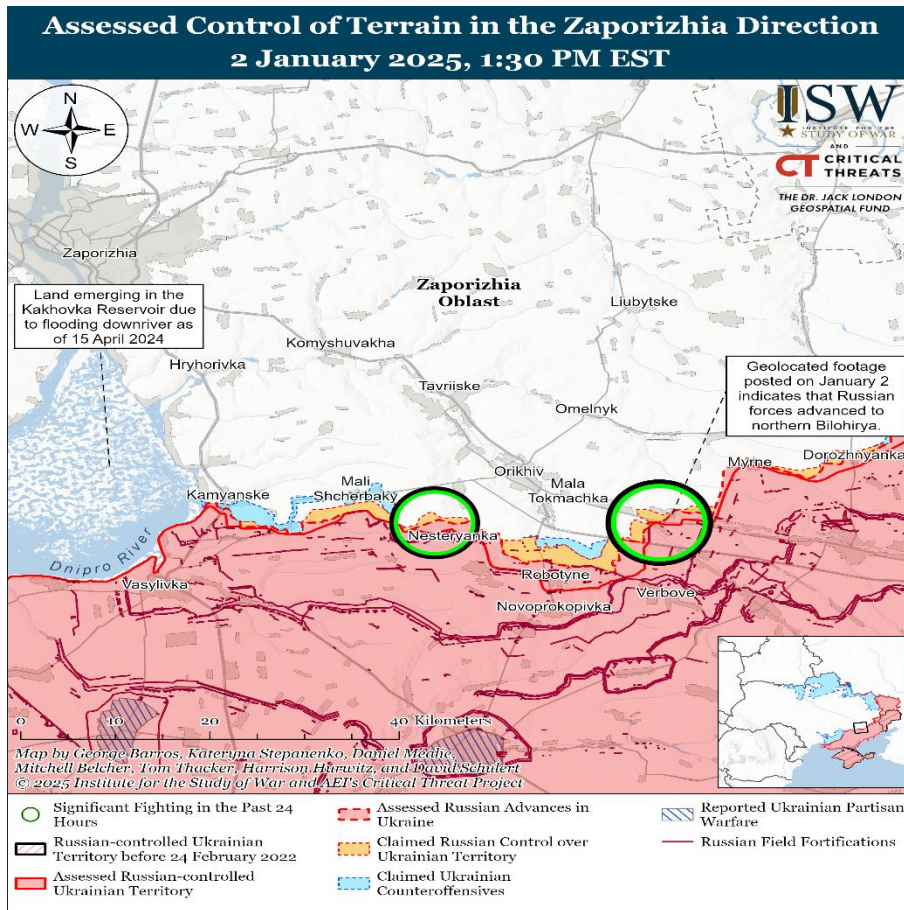 Assessed Control of Terrain in the Zaporizhia Direction
2 January 2025, 1:30 PM EST
N
W
E
S
ISW
INSTITUTE FOR THE
STUDY OF WAR
AND
CT CRITICAL
THREATS
THE DR. JACK LONDON
GEOSPATIAL FUND
Zaporizhia
Land emerging in the
Kakhovka Reservoir due
to flooding downriver as
of 15 April 2024
Zaporizhia
Oblast
Liubytske
Komyshuvakha
Hryhorivka
Tavriiske
Omelnyk
Geolocated footage
posted on January 2
indicates that Russian
forces advanced to
northern Bilohirya.
Orikhiv
Myrne
Dorozhnyanka
Kamyanske
Mali
Shcherbaky
Mala
Tokmachka
Nesteryanka
Dnipro River
Vasylivka
Robotyne
Novoprokopivka
Verbove
0
10
20
40 Kilometers
Map by George Barros, Kateryna Stepanenko, Daniel Mealie,
Mitchell Belcher, Tom Thacker, Harrison Hurwitz, and David Schulert
© 2025 Institute for the Study of War and AEI's Critical Threat Project
Significant Fighting in the Past 24
Hours
Russian-controlled Ukrainian
Territory before 24 February 2022
Assessed Russian-controlled
Ukrainian Territory
Assessed Russian Advances in
Ukraine
Claimed Russian Control over
Ukrainian Territory
Claimed Ukrainian
Counteroffensives
Reported Ukrainian Partisan
Warfare
Russian Field Fortifications